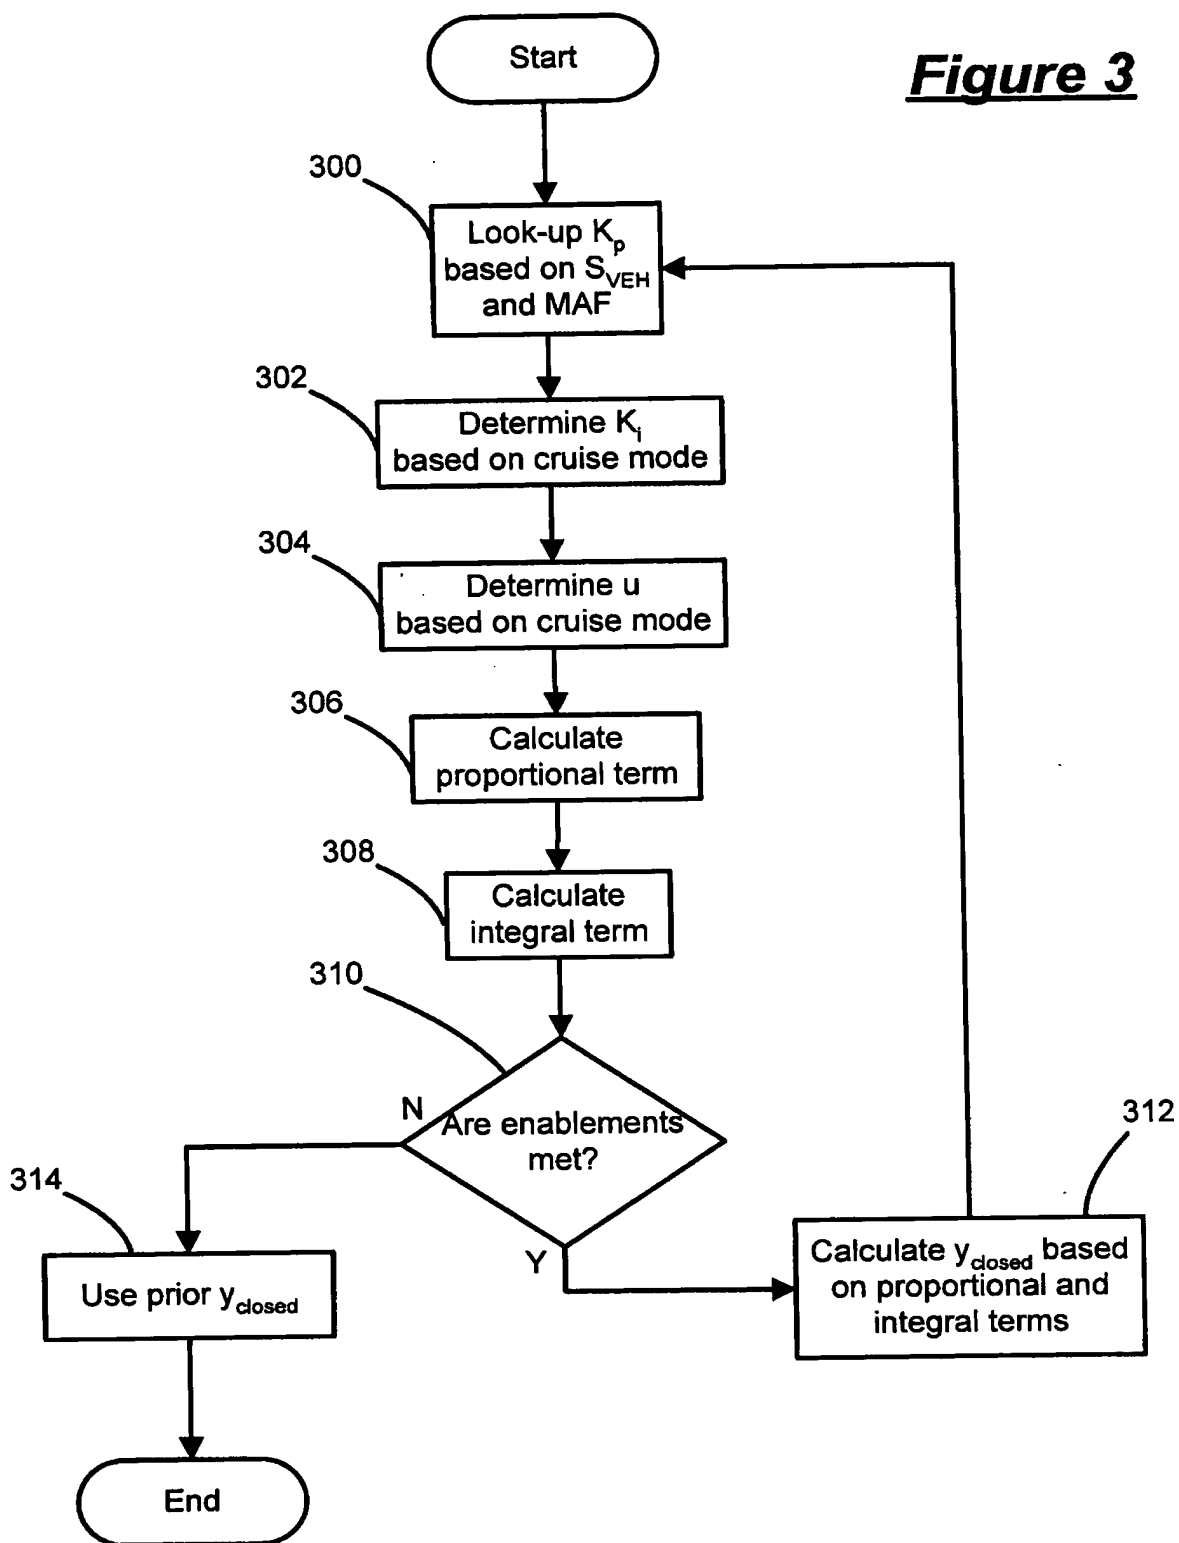 Start
Figure 3
300
Look-up Kp
based on SVEH
and MAF
302
Determine Ki
based on cruise mode
304
Determine u
based on cruise mode
306
Calculate
proportional term
308
Calculate
integral term
310
N
Are enablements
met?
312
314
Y
Calculate yclosed based
on proportional and
integral terms
Use prior yclosed
End